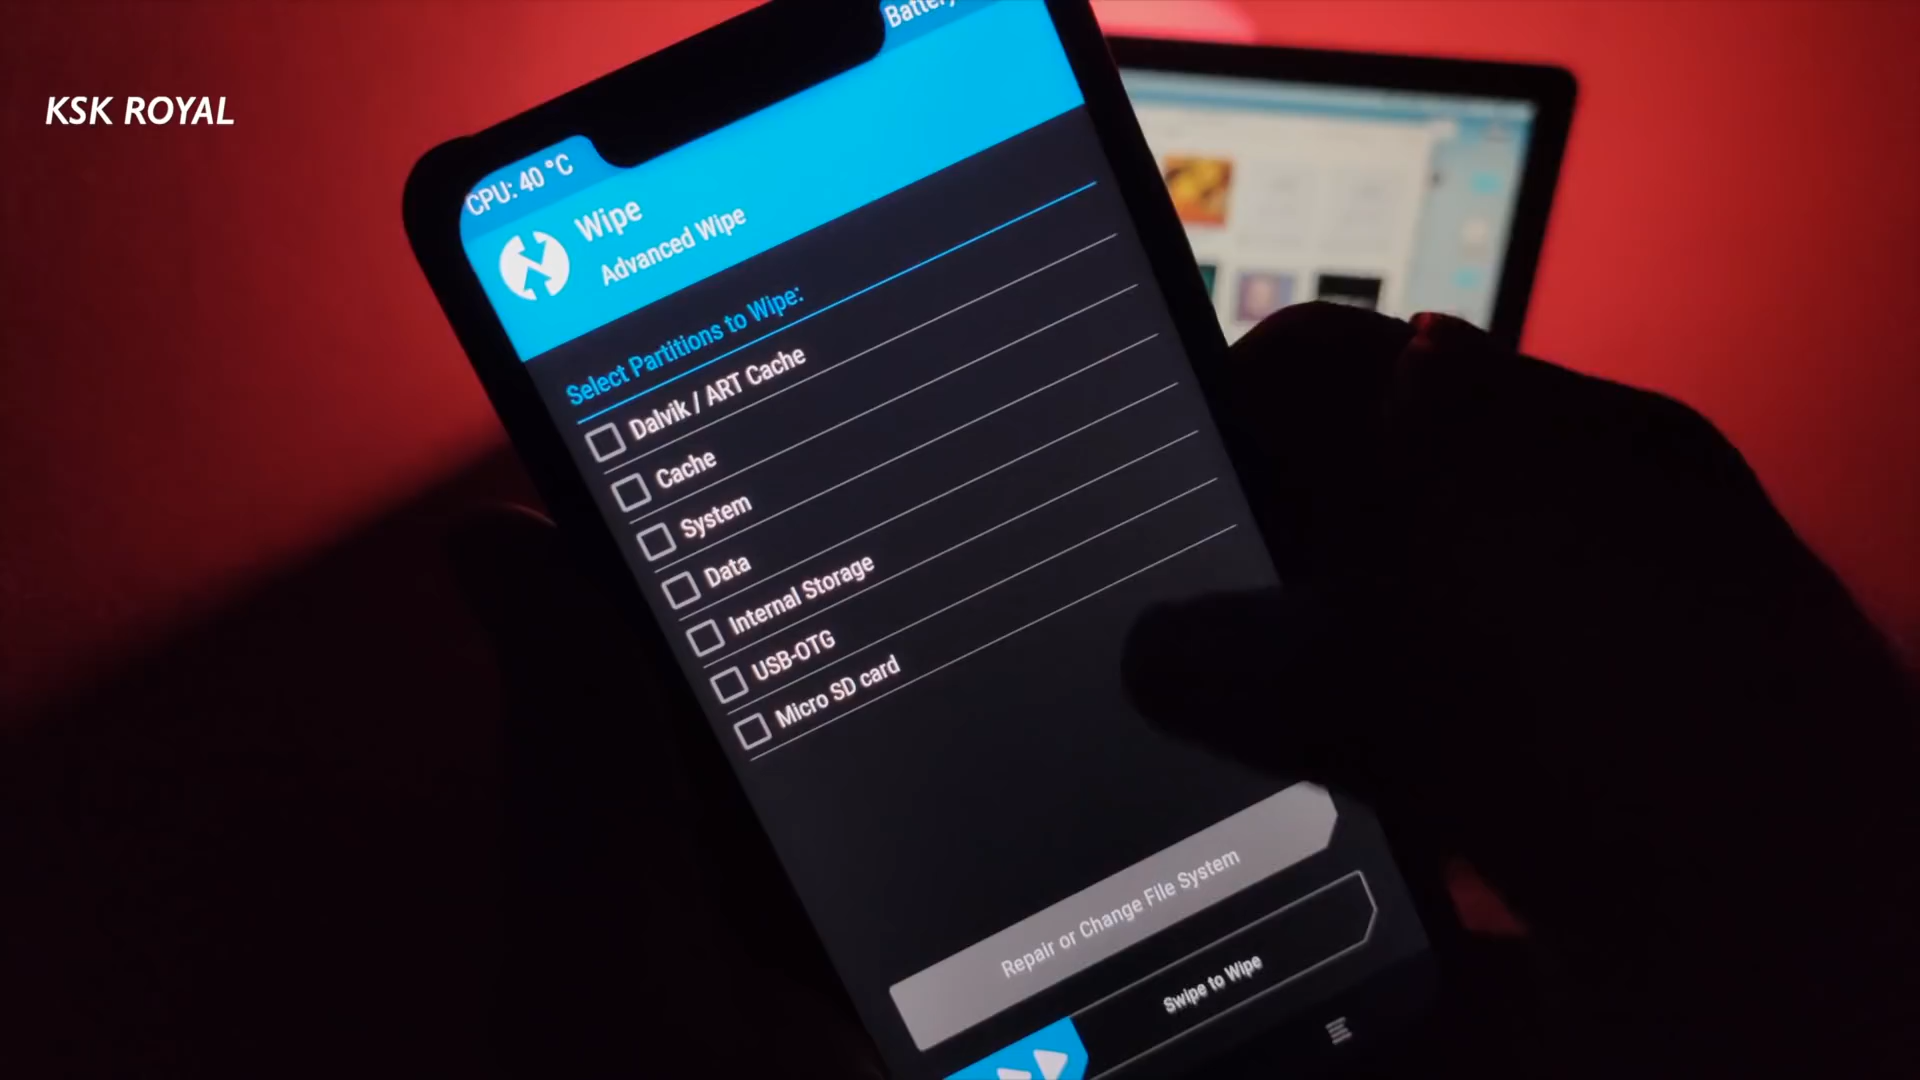 KSK ROYAL
Battery
CPU: 40 °C
Wipe
Advanced Wipe
Select Partitions to Wipe:
Dalvik / ART Cache
Cache
System
Data
Internal Storage
USB-OTG
Micro SD card
Repair or Change File System
Swipe to Wipe